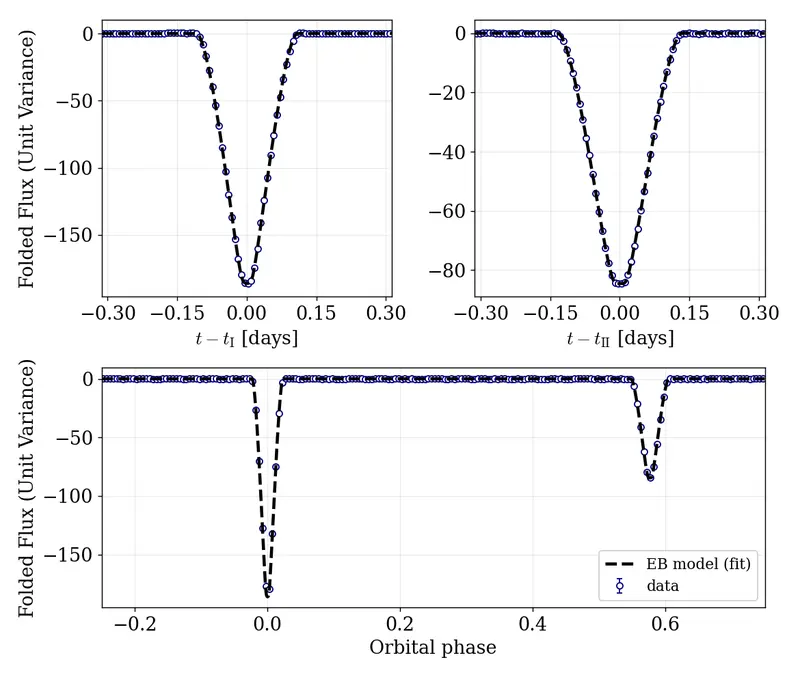 Folded Flux (Unit Variance)
0
−50
−100
−150
−0.30 −0.15 0.00 0.15 0.30
t − t_I [days]
0
−20
−40
−60
−80
−0.30 −0.15 0.00 0.15 0.30
t − t_II [days]
Folded Flux (Unit Variance)
0
−50
−100
−150
−0.2 0.0 0.2 0.4 0.6
Orbital phase
EB model (fit)
data